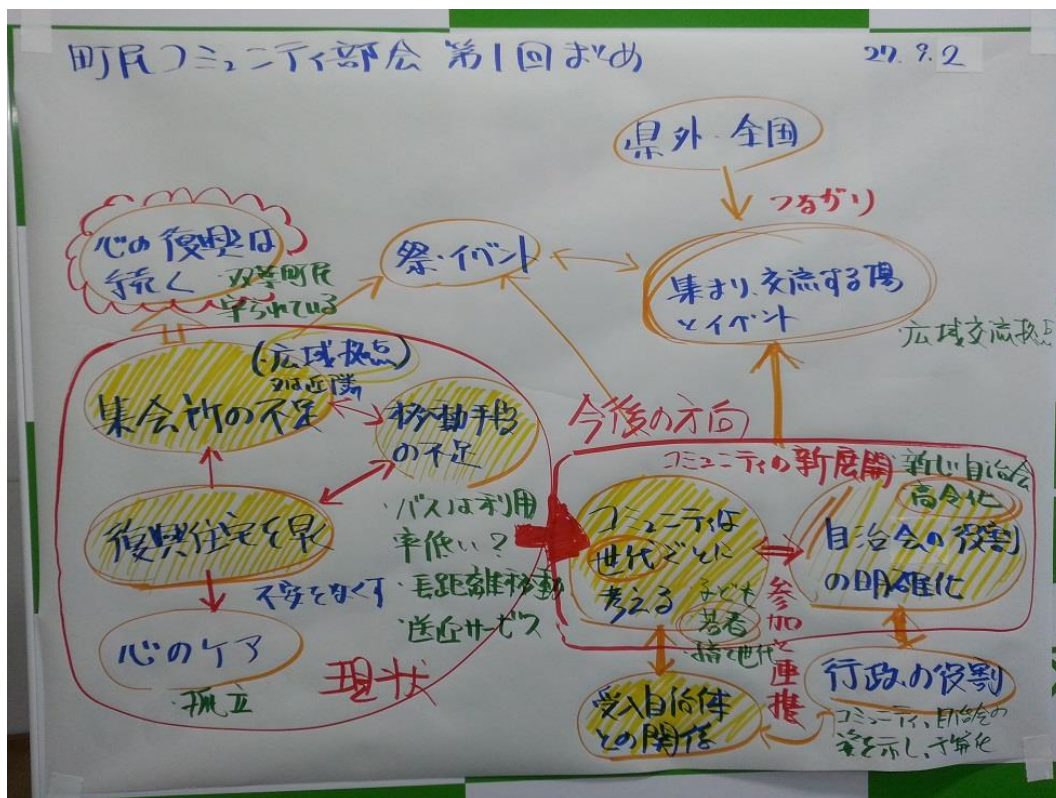 町民コミュニティ部会 第1回まとめ
27.9.2
県外・全国
つながり
心の復興は
続く
・双葉町民
守られている
祭・イベント
集まり、交流する場
とイベント
・広域交流拠点
(・広域拠点)
又は近隣
集会所の不足
移動手段
の不足
復興住宅を早く
不安をなくす
心のケア
・孤立
現状
・バスは利用
率低い?
・長距離移動
送迎サービス
今後の方向
コミュニティの新展開
新しい自治会
高令化
コミュニティは
世代ごとに
考える
子ども
若者
・子育て世代
自治会の役割
の明確化
参加と連携
受入自治体
との関係
行政の役割
コミュニティ、自治会の
姿を示し、予算化